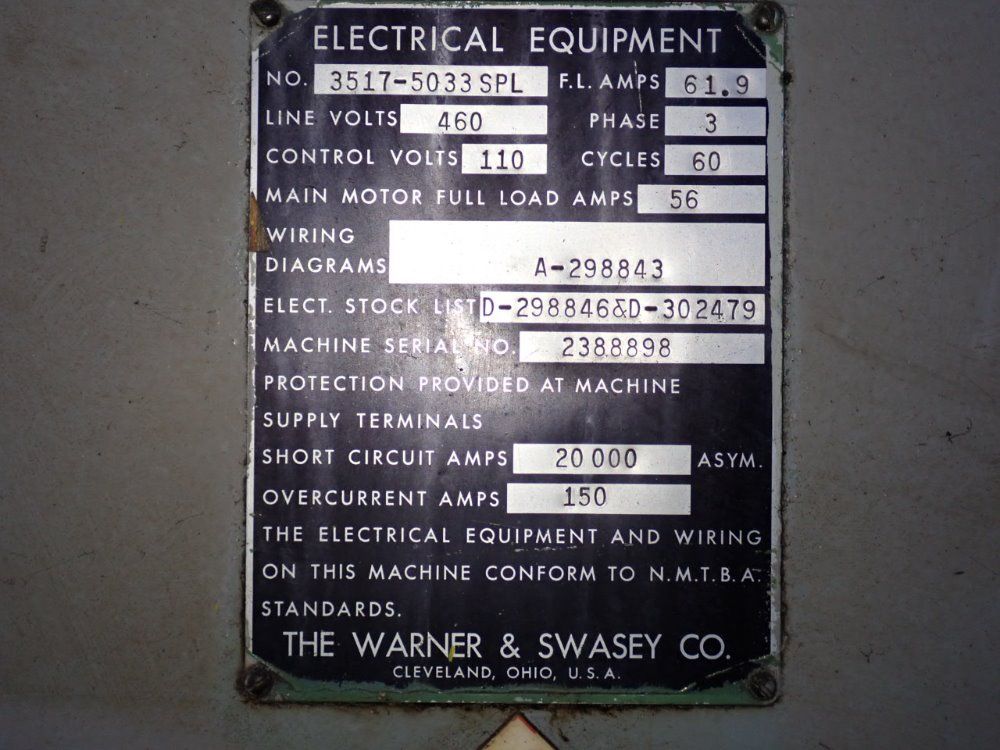 ELECTRICAL EQUIPMENT
NO. 3517-5033 SPL F.L. AMPS 61.9
LINE VOLTS 460 PHASE 3
CONTROL VOLTS 110 CYCLES 60
MAIN MOTOR FULL LOAD AMPS 56
WIRING
DIAGRAMS A-298843
ELECT. STOCK LIST D-298846&D-302479
MACHINE SERIAL NO. 2388898
PROTECTION PROVIDED AT MACHINE
SUPPLY TERMINALS
SHORT CIRCUIT AMPS 20 000 ASYM.
OVERCURRENT AMPS 150
THE ELECTRICAL EQUIPMENT AND WIRING
ON THIS MACHINE CONFORM TO N.M.T.B.A.
STANDARDS.
THE WARNER & SWASEY CO.
CLEVELAND, OHIO, U.S.A.